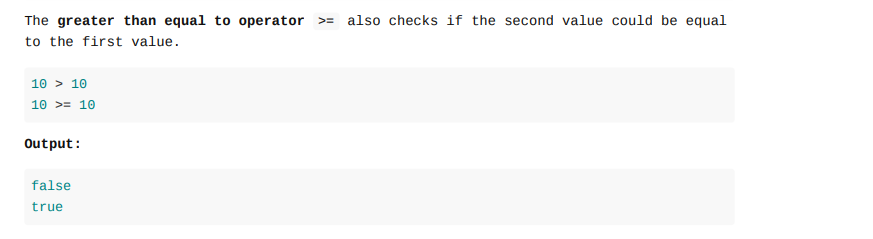 The greater than equal to operator >= also checks if the second value could be equal
to the first value.
10 > 10
10 >= 10
Output:
false
true